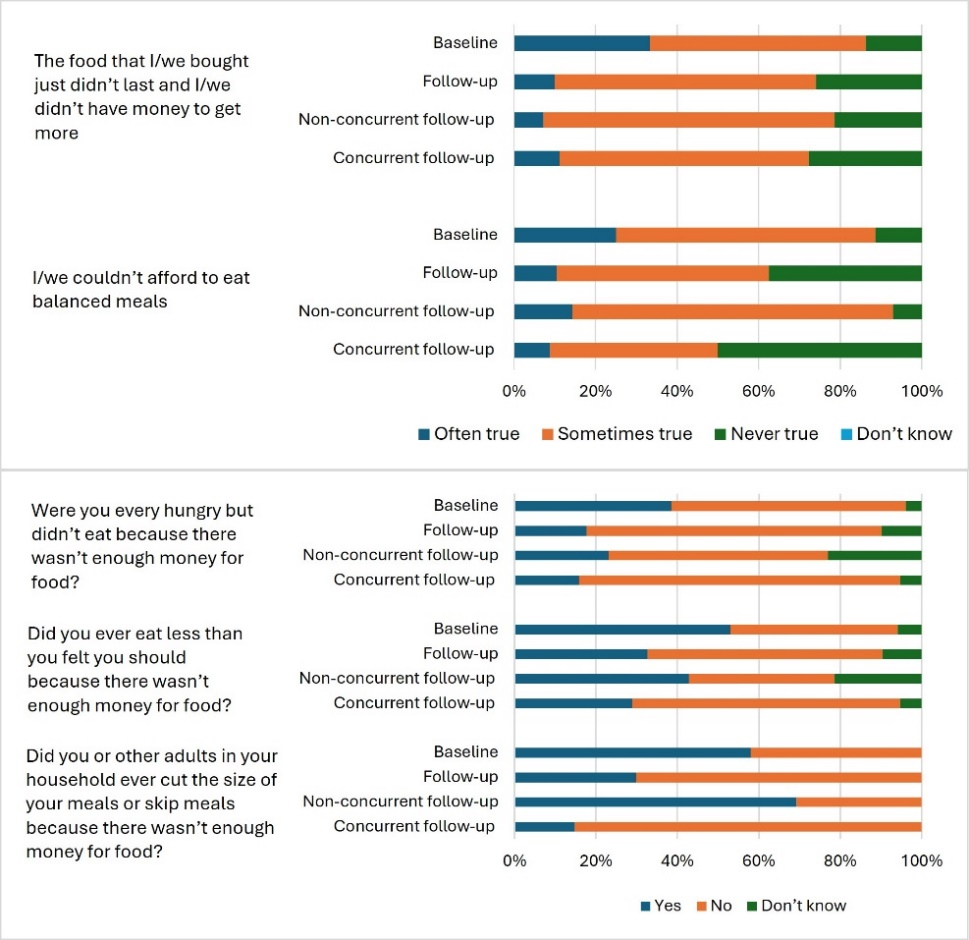 The food that I/we bought
just didn't last and I/we
didn't have money to get
more
Baseline
Follow-up
Non-concurrent follow-up
Concurrent follow-up
I/we couldn't afford to eat
balanced meals
Baseline
Follow-up
Non-concurrent follow-up
Concurrent follow-up
0% 20% 40% 60% 80% 100%
Often true Sometimes true Never true Don't know
Were you every hungry but
didn't eat because there
wasn't enough money for
food?
Baseline
Follow-up
Non-concurrent follow-up
Concurrent follow-up
Did you ever eat less than
you felt you should
because there wasn't
enough money for food?
Baseline
Follow-up
Non-concurrent follow-up
Concurrent follow-up
Did you or other adults in your
household ever cut the size of
your meals or skip meals
because there wasn't enough
money for food?
Baseline
Follow-up
Non-concurrent follow-up
Concurrent follow-up
0% 20% 40% 60% 80% 100%
Yes No Don't know